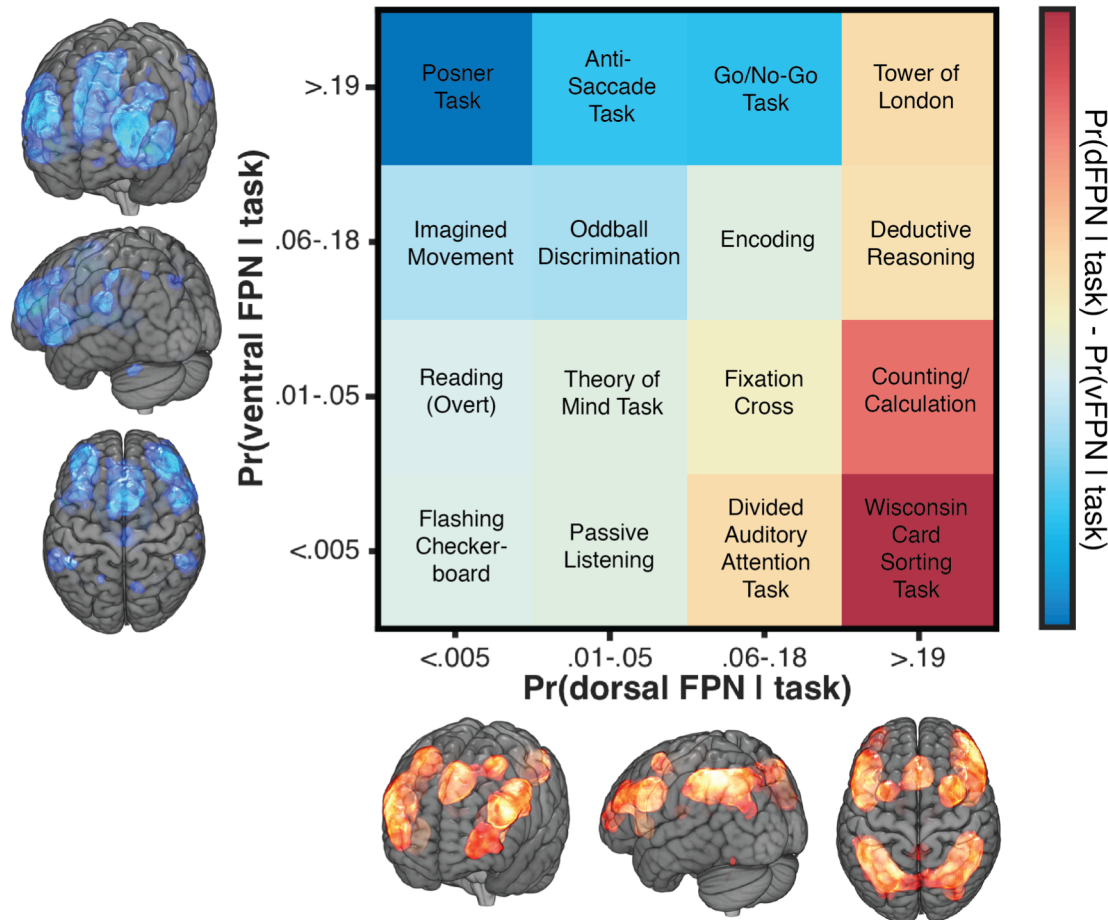 Posner
Task
Anti-
Saccade
Task
Go/No-Go
Task
Tower of
London
Imagined
Movement
Oddball
Discrimination
Encoding
Deductive
Reasoning
Reading
(Overt)
Theory of
Mind Task
Fixation
Cross
Counting/
Calculation
Flashing
Checker-
board
Passive
Listening
Divided
Auditory
Attention
Task
Wisconsin
Card
Sorting
Task
>.19
.06-.18
.01-.05
<.005
Pr(ventral FPN | task)
<.005
.01-.05
.06-.18
>.19
Pr(dorsal FPN | task)
Pr(dFPN | task) - Pr(vFPN | task)